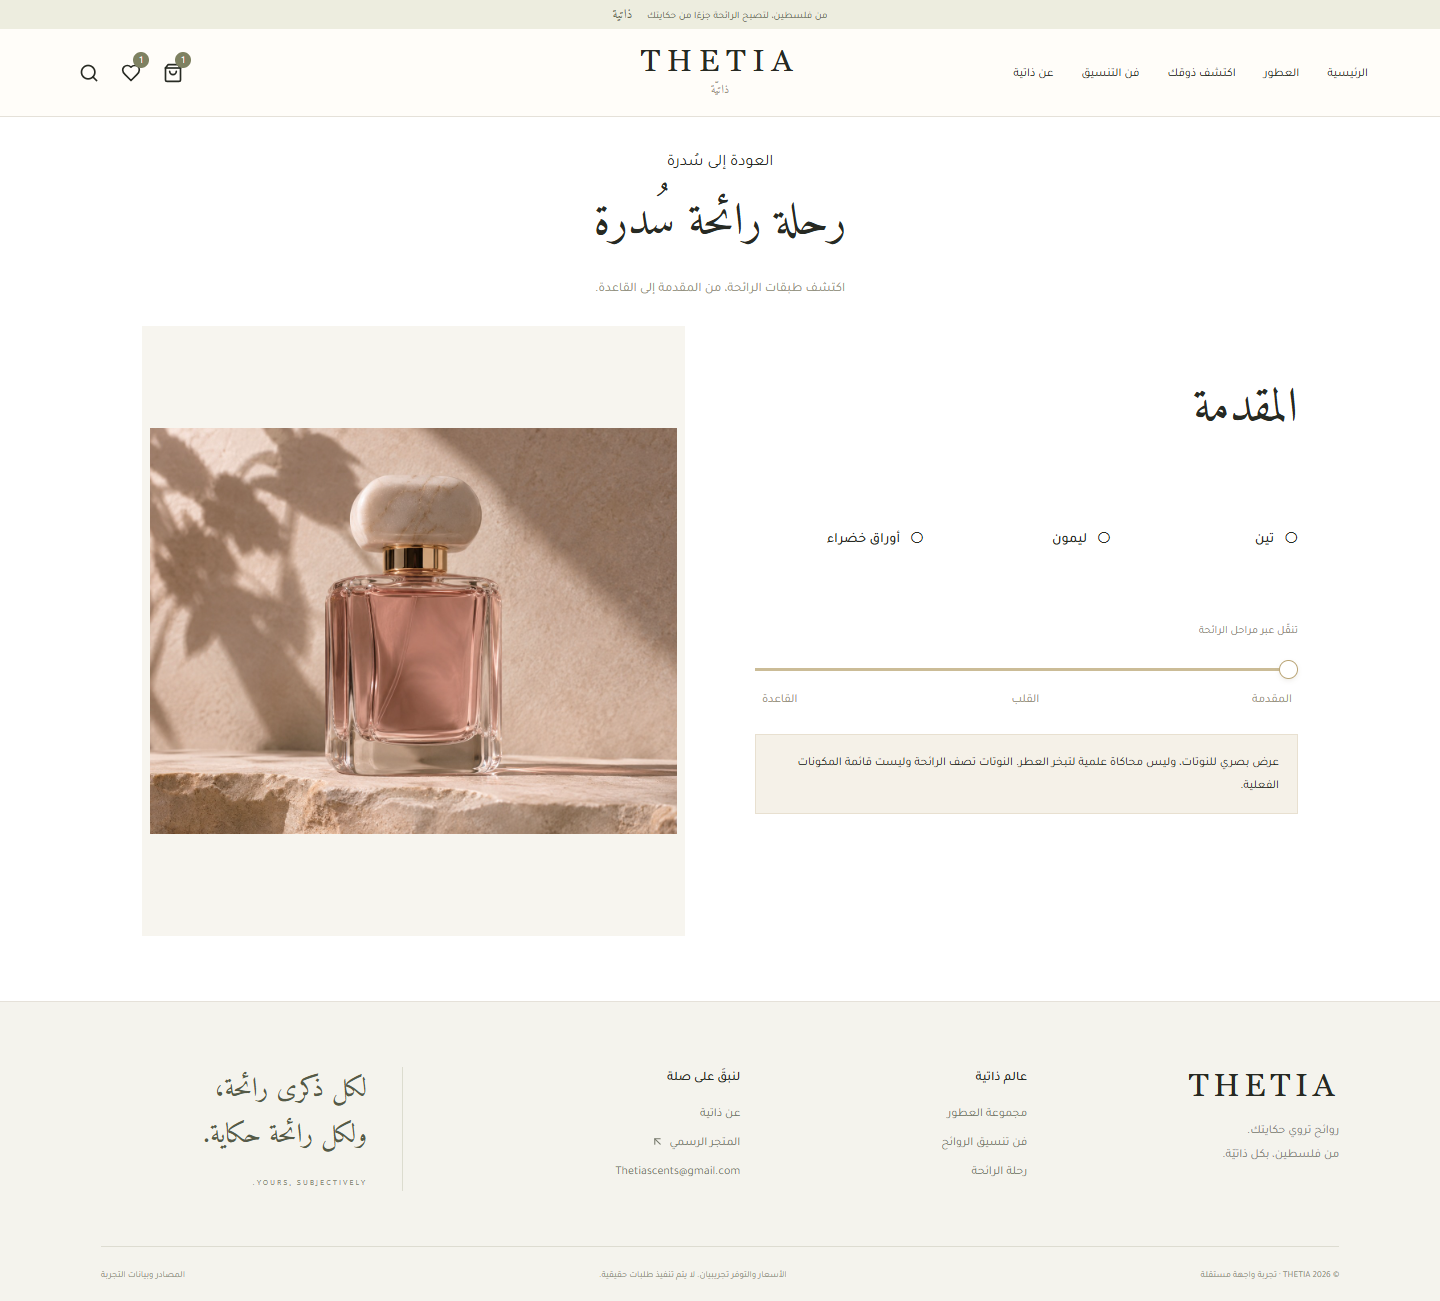 من فلسطين، لتصبح الرائحة جزءًا من حكايتك ذاتيّة
الرئيسية العطور اكتشف ذوقك فن التنسيق عن ذاتية
THETIA
ذاتيّة
1
1
العودة إلى سُدرة
رحلة رائحة سُدرة
اكتشف طبقات الرائحة، من المقدمة إلى القاعدة.
المقدمة
تين ليمون أوراق خضراء
تنقّل عبر مراحل الرائحة
المقدمة القلب القاعدة
عرض بصري للنوتات، وليس محاكاة علمية لتبخر العطر. النوتات تصف الرائحة وليست قائمة المكونات
الفعلية.
THETIA
روائح تروي حكايتك.
من فلسطين، بكل ذاتيّة.
عالم ذاتية
مجموعة العطور
فن تنسيق الروائح
رحلة الرائحة
لنبقَ على صلة
عن ذاتية
المتجر الرسمي
Thetiascents@gmail.com
لكل ذكرى رائحة،
ولكل رائحة حكاية.
YOURS, SUBJECTIVELY.
© 2026 THETIA · تجربة واجهة مستقلة
الأسعار والتوفر تجريبيان. لا يتم تنفيذ طلبات حقيقية.
المصادر وبيانات التجربة